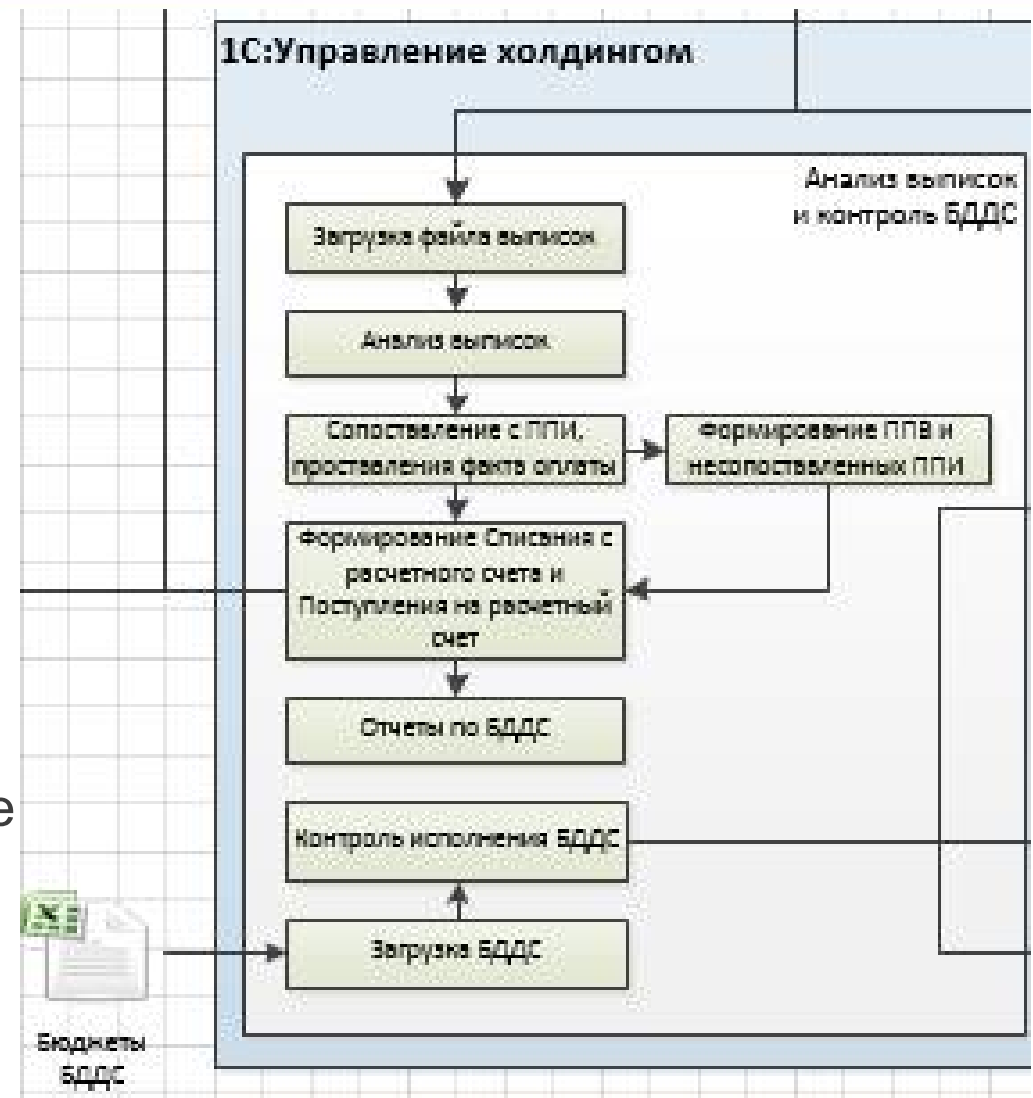 1С:Управление холдингом
Анализ выписок
и контроль БДДС
Загрузка файла выписок
Анализ выписок
Сопоставление с ППИ,
проставления факта оплаты
Формирование ППВ и
несопоставленных ППИ
Формирование Списания с
расчетного счета и
Поступления на расчетный
счет
Отчеты по БДДС
е
Контроль исполнения БДДС
Загрузка БДДС
Бюджеты
БДДС